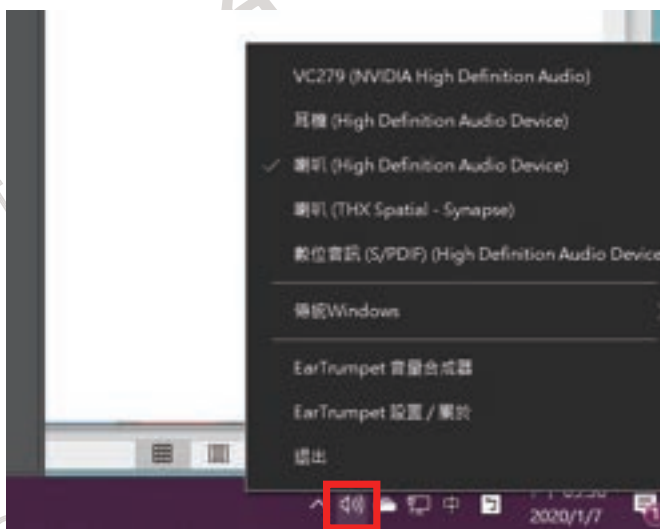 VC279 (NVIDIA High Definition Audio)
耳機 (High Definition Audio Device)
喇叭 (High Definition Audio Device)
喇叭 (THX Spatial - Synapse)
數位音訊 (S/PDIF) (High Definition Audio Device
傳統Windows
EarTrumpet 音量合成器
EarTrumpet 設置 / 關於
退出
中
2020/1/7